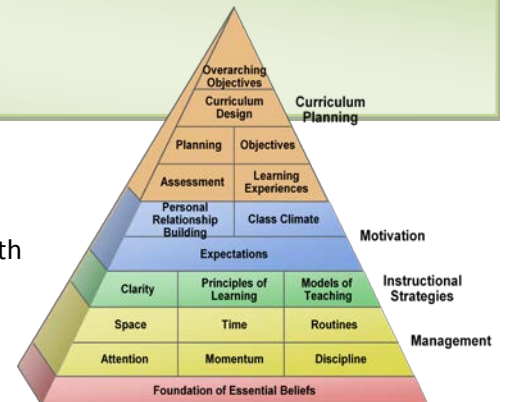 Overarching
Objectives
Curriculum
Design
Curriculum
Planning
Planning
Objectives
Assessment
Learning
Experiences
Personal
Relationship
Building
Class Climate
Motivation
Expectations
th
Clarity
Principles of
Learning
Models of
Teaching
Instructional
Strategies
Space
Time
Routines
Management
Attention
Momentum
Discipline
Foundation of Essential Beliefs